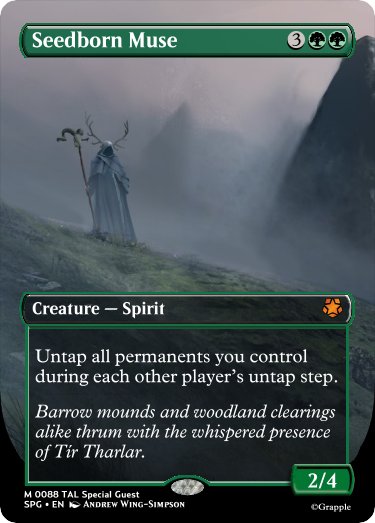 Seedborn Muse
3
Creature — Spirit
Untap all permanents you control
during each other player's untap step.
Barrow mounds and woodland clearings
alike thrum with the whispered presence
of Tír Tharlar.
2/4
M 0088 TAL Special Guest
SPG • EN Andrew Wing-Simpson
©Grapple